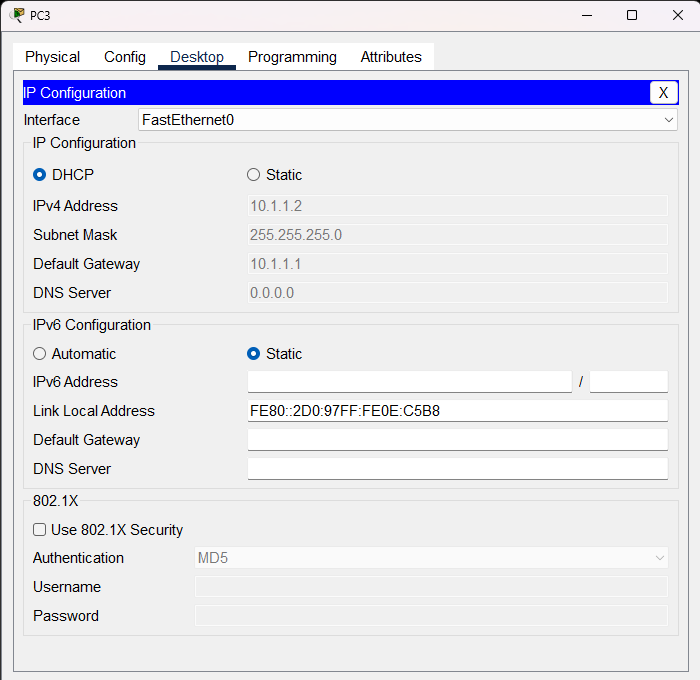 PC3
Physical Config Desktop Programming Attributes
IP Configuration X
Interface FastEthernet0
IP Configuration
DHCP Static
IPv4 Address 10.1.1.2
Subnet Mask 255.255.255.0
Default Gateway 10.1.1.1
DNS Server 0.0.0.0
IPv6 Configuration
Automatic Static
IPv6 Address /
Link Local Address FE80::2D0:97FF:FE0E:C5B8
Default Gateway
DNS Server
802.1X
Use 802.1X Security
Authentication MD5
Username
Password